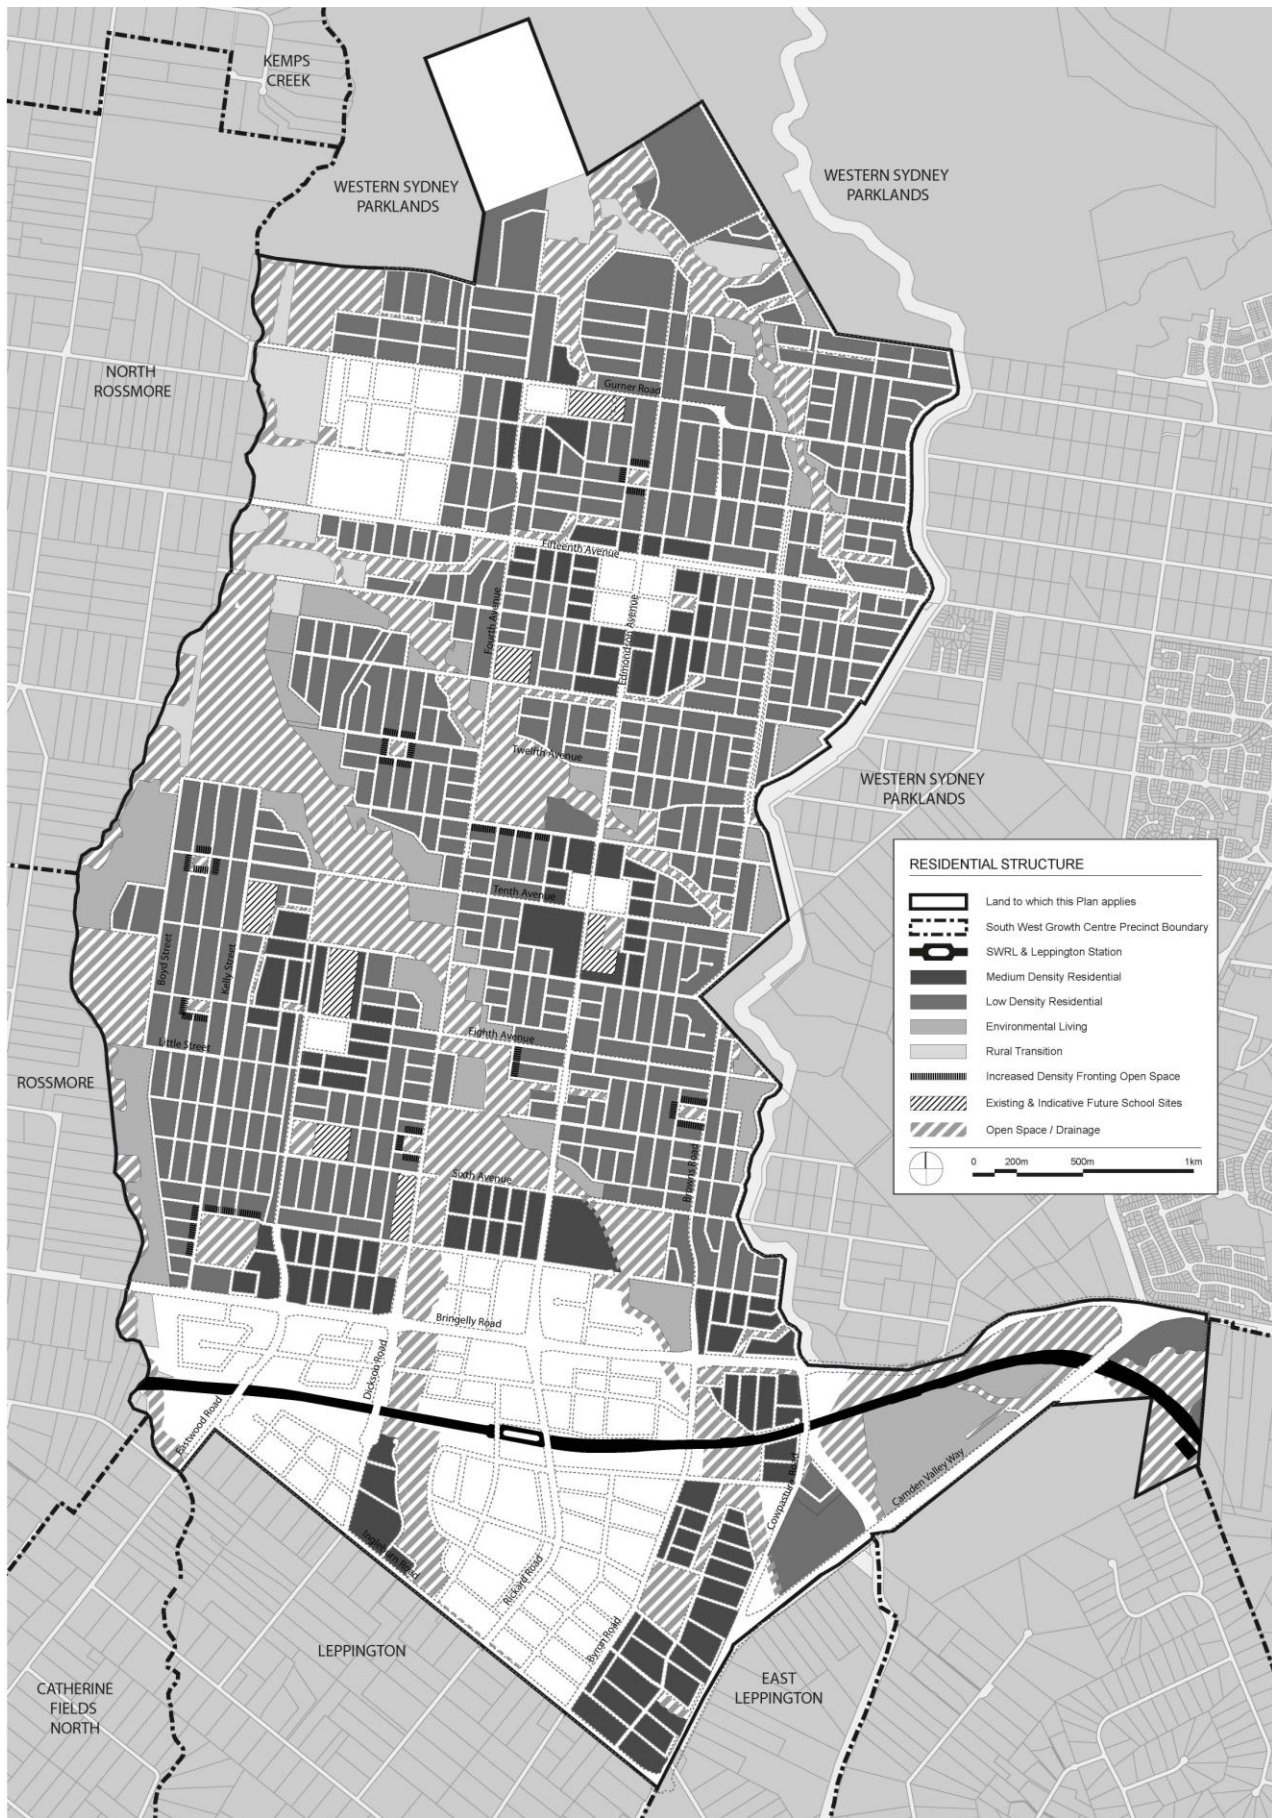 KEMPS
CREEK
WESTERN SYDNEY
PARKLANDS
WESTERN SYDNEY
PARKLANDS
NORTH
ROSSMORE
Gurner Road
Fifteenth Avenue
Fourth Avenue
Edmondson Avenue
Twelfth Avenue
WESTERN SYDNEY
PARKLANDS
RESIDENTIAL STRUCTURE
Land to which this Plan applies
South West Growth Centre Precinct Boundary
SWRL & Leppington Station
Medium Density Residential
Low Density Residential
Environmental Living
Rural Transition
Increased Density Fronting Open Space
Existing & Indicative Future School Sites
Open Space / Drainage
0 200m 500m 1km
Tenth Avenue
Boyd Street
Kelly Street
Eighth Avenue
Little Street
ROSSMORE
Sixth Avenue
Browns Road
Bringelly Road
Dickson Road
Eastwood Road
Cowpasture Road
Camden Valley Way
Ingleburn Road
Rickard Road
Byron Road
LEPPINGTON
EAST
LEPPINGTON
CATHERINE
FIELDS
NORTH